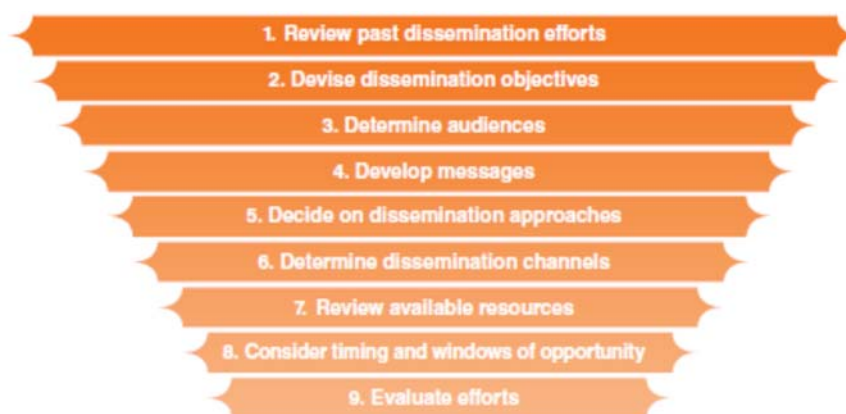 1. Review past dissemination efforts
2. Devise dissemination objectives
3. Determine audiences
4. Develop messages
5. Decide on dissemination approaches
6. Determine dissemination channels
7. Review available resources
8. Consider timing and windows of opportunity
9. Evaluate efforts